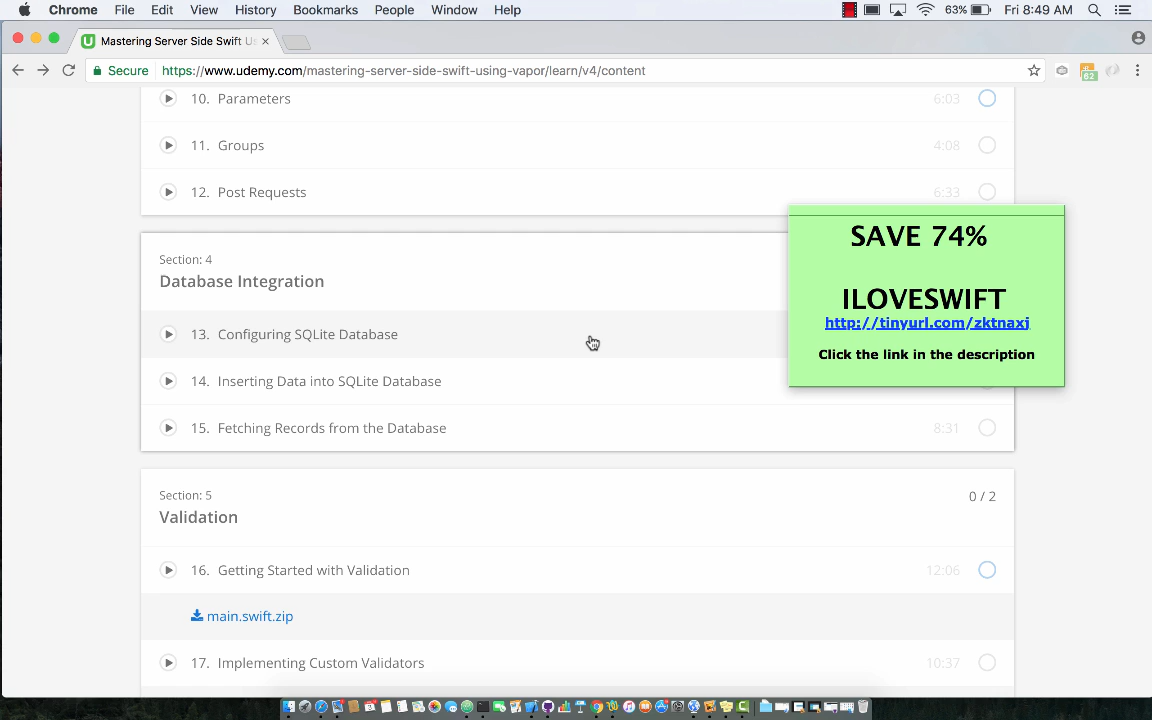 Chrome File Edit View History Bookmarks People Window Help 63% Fri 8:49 AM
Mastering Server Side Swift Us
Secure https://www.udemy.com/mastering-server-side-swift-using-vapor/learn/v4/content
62
10. Parameters 6:03
11. Groups 4:08
12. Post Requests 6:33
Section: 4
Database Integration
13. Configuring SQLite Database
14. Inserting Data into SQLite Database
15. Fetching Records from the Database 8:31
SAVE 74%
ILOVESWIFT
http://tinyurl.com/zktnaxj
Click the link in the description
Section: 5 0 / 2
Validation
16. Getting Started with Validation 12:06
main.swift.zip
17. Implementing Custom Validators 10:37